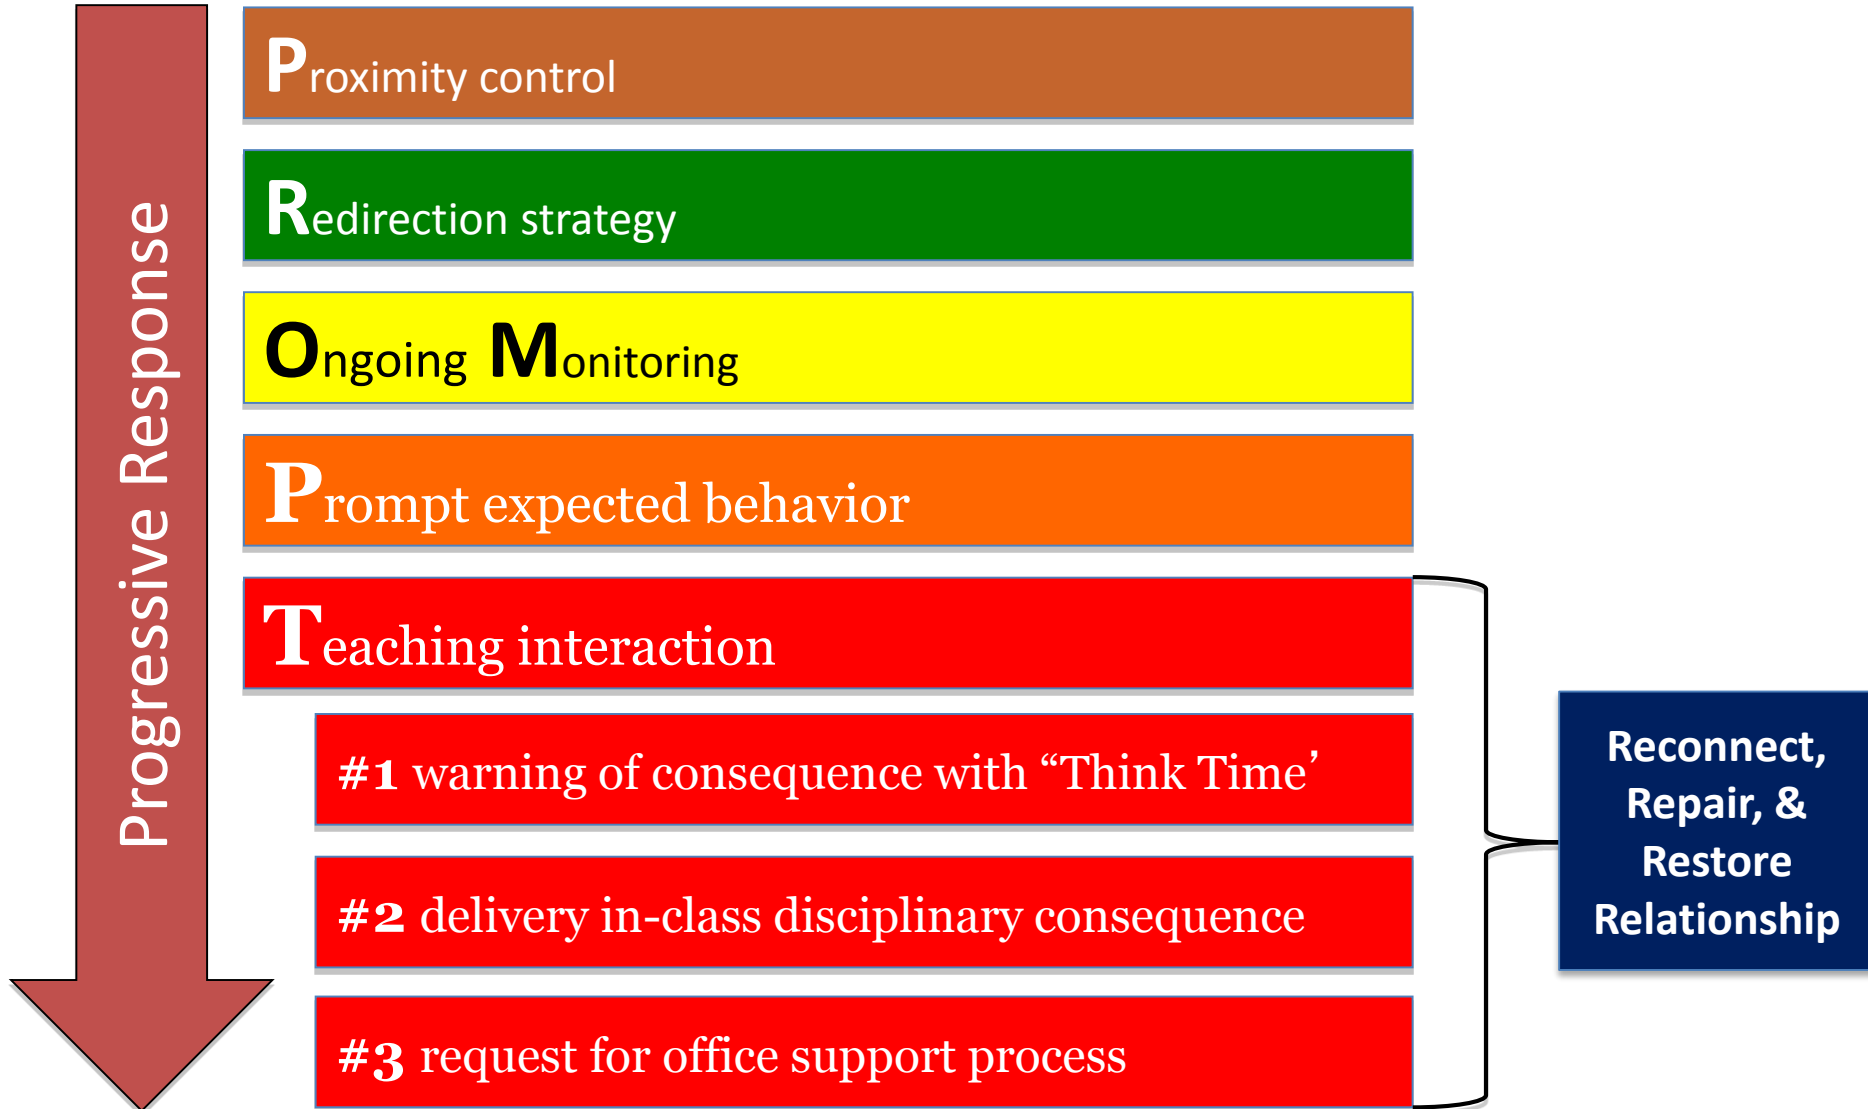 Progressive Response
Proximity control
Redirection strategy
Ongoing Monitoring
Prompt expected behavior
Teaching interaction
#1 warning of consequence with “Think Time’
#2 delivery in-class disciplinary consequence
#3 request for office support process
Reconnect,
Repair, &
Restore
Relationship